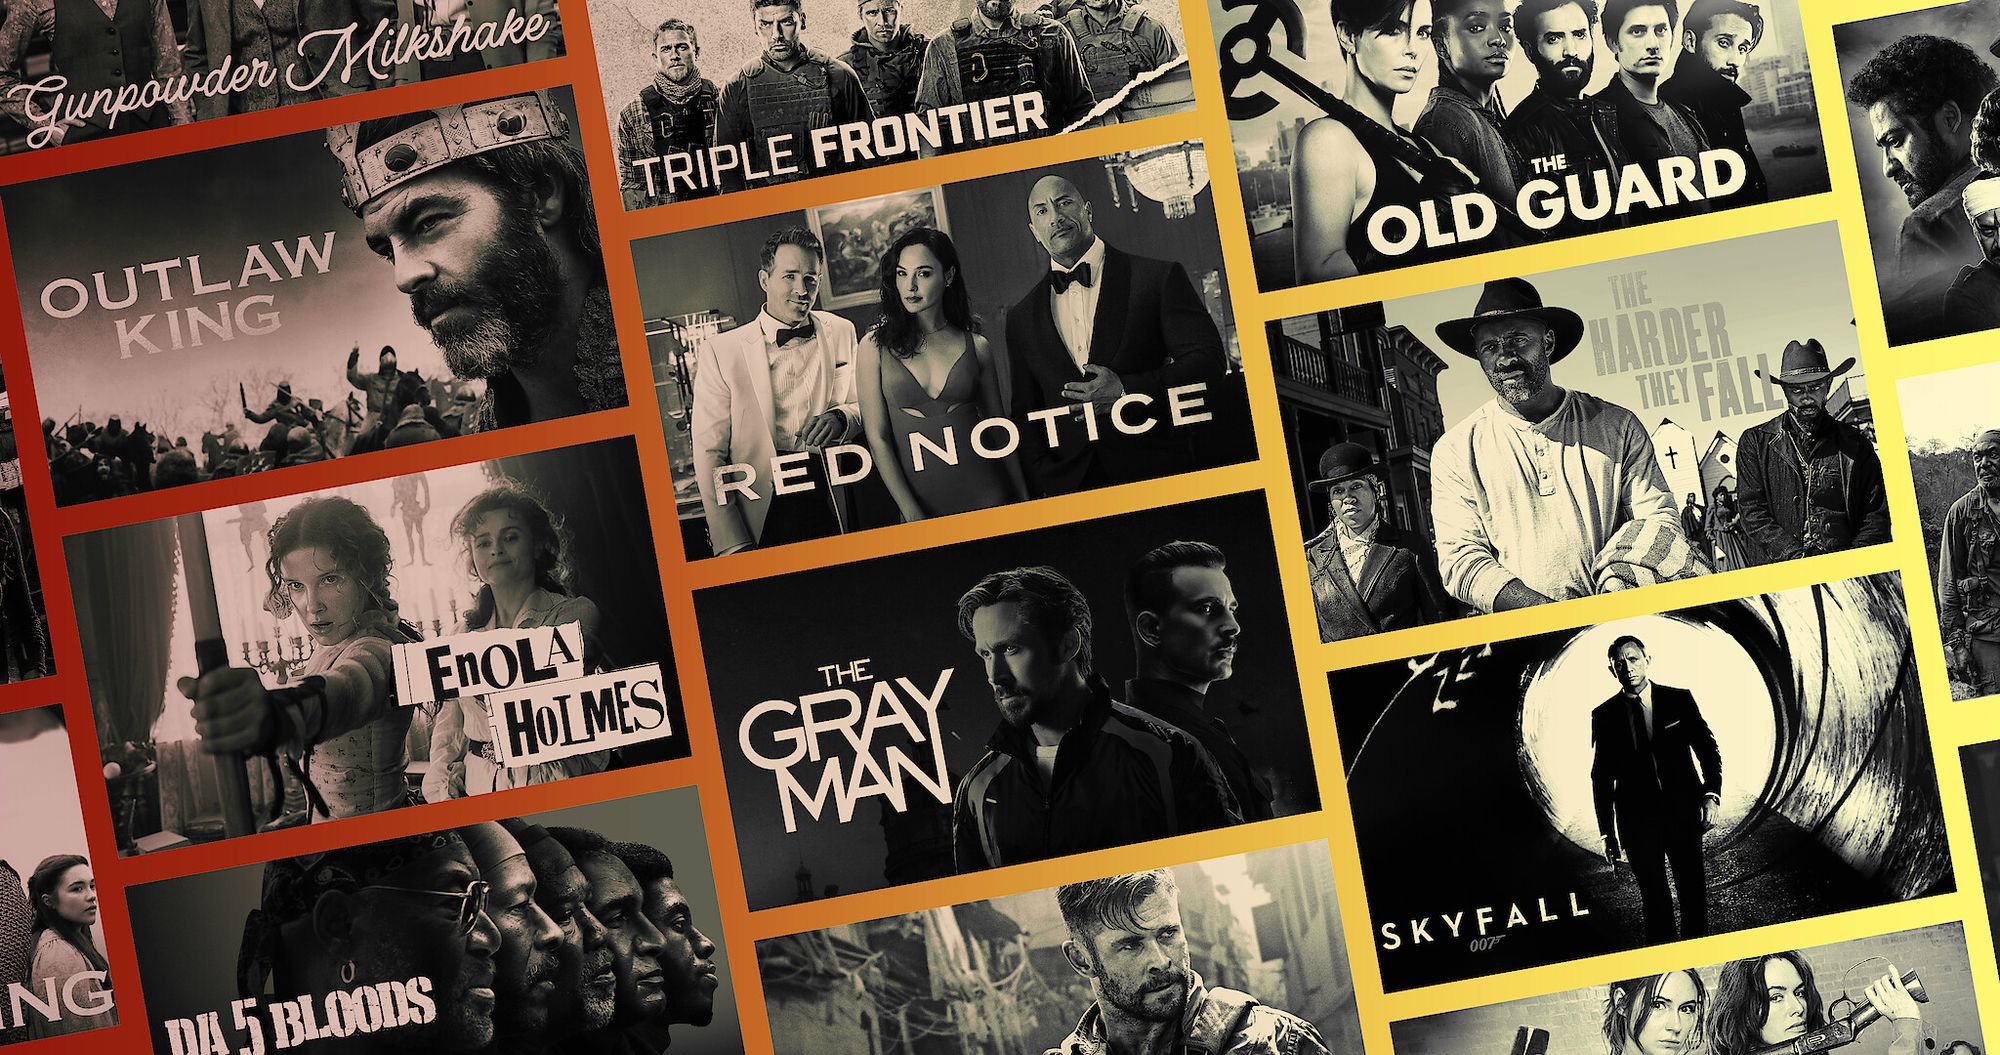 Gunpowder Milkshake
TRIPLE FRONTIER
THE
OLD GUARD
OUTLAW
KING
RED NOTICE
THE
HARDER
THEY FALL
ENOLA
HOLMES
THE
GRAY
MAN
SKYFALL
007
DA 5 BLOODS
ING